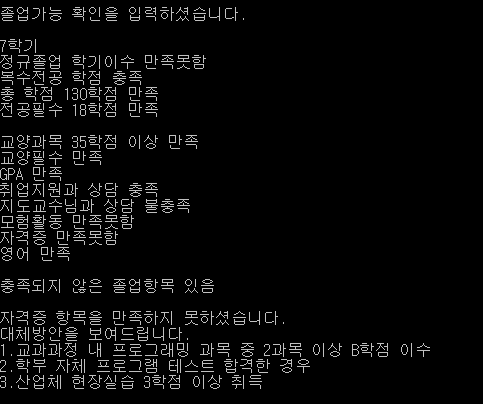 졸업가능 확인을 입력하셨습니다.
7학기
정규졸업 학기이수 만족못함
복수전공 학점 충족
총 학점 130학점 만족
전공필수 18학점 만족
교양과목 35학점 이상 만족
교양필수 만족
GPA 만족
취업지원과 상담 충족
지도교수님과 상담 불충족
모험활동 만족못함
자격증 만족못함
영어 만족
충족되지 않은 졸업항목 있음
자격증 항목을 만족하지 못하셨습니다.
대체방안을 보여드립니다.
1.교과과정 내 프로그래밍 과목 중 2과목 이상 B학점 이수
2.학부 자체 프로그램 테스트 합격한 경우
3.산업체 현장실습 3학점 이상 취득